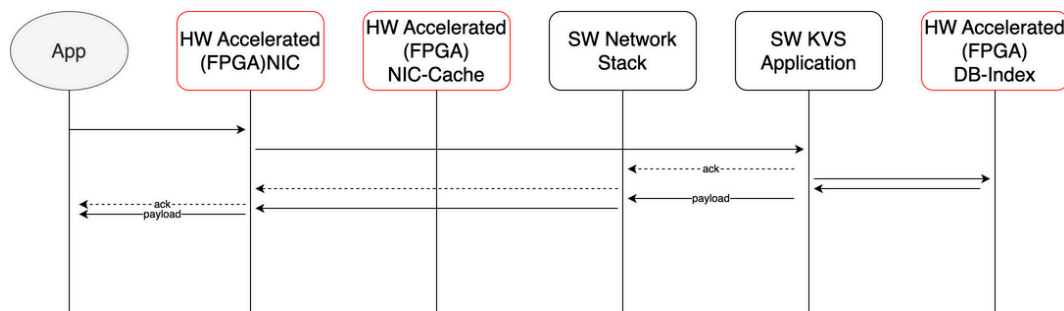 App
HW Accelerated
(FPGA)NIC
HW Accelerated
(FPGA)
NIC-Cache
SW Network
Stack
SW KVS
Application
HW Accelerated
(FPGA)
DB-Index
ack
payload
ack
payload